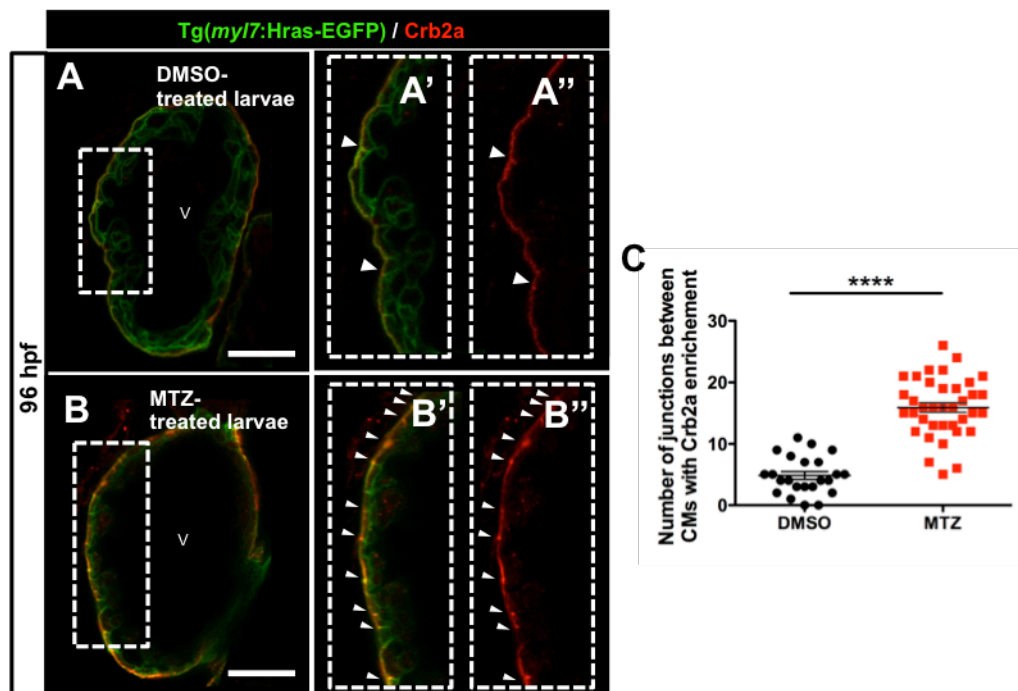 Tg(myl7:Hras-EGFP) / Crb2a
96 hpf
A
DMSO-
treated larvae
V
A'
A''
B
MTZ-
treated larvae
V
B'
B''
C
Number of junctions between
CMs with Crb2a enrichement
****
30
20
10
0
DMSO
MTZ